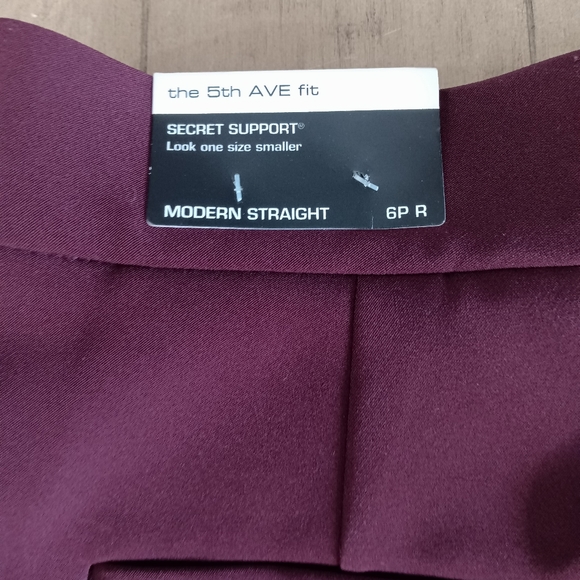 the 5th AVE fit
SECRET SUPPORT®
Look one size smaller
MODERN STRAIGHT 6P R